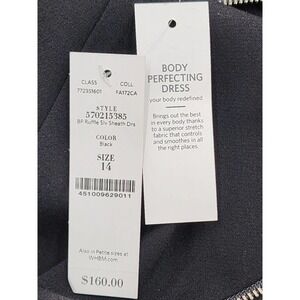 CLASS COLL
772351601 FA172CA
STYLE
570215385
BP Ruffle Slv Sheath Drs
COLOR
Black
SIZE
14
451009629011
Also in Petite sizes at
WHBM.com
$160.00
BODY
PERFECTING
DRESS
your body redefined
Brings out the best
in every body thanks
to a superior stretch
fabric that controls
and smoothes in all
the right places.